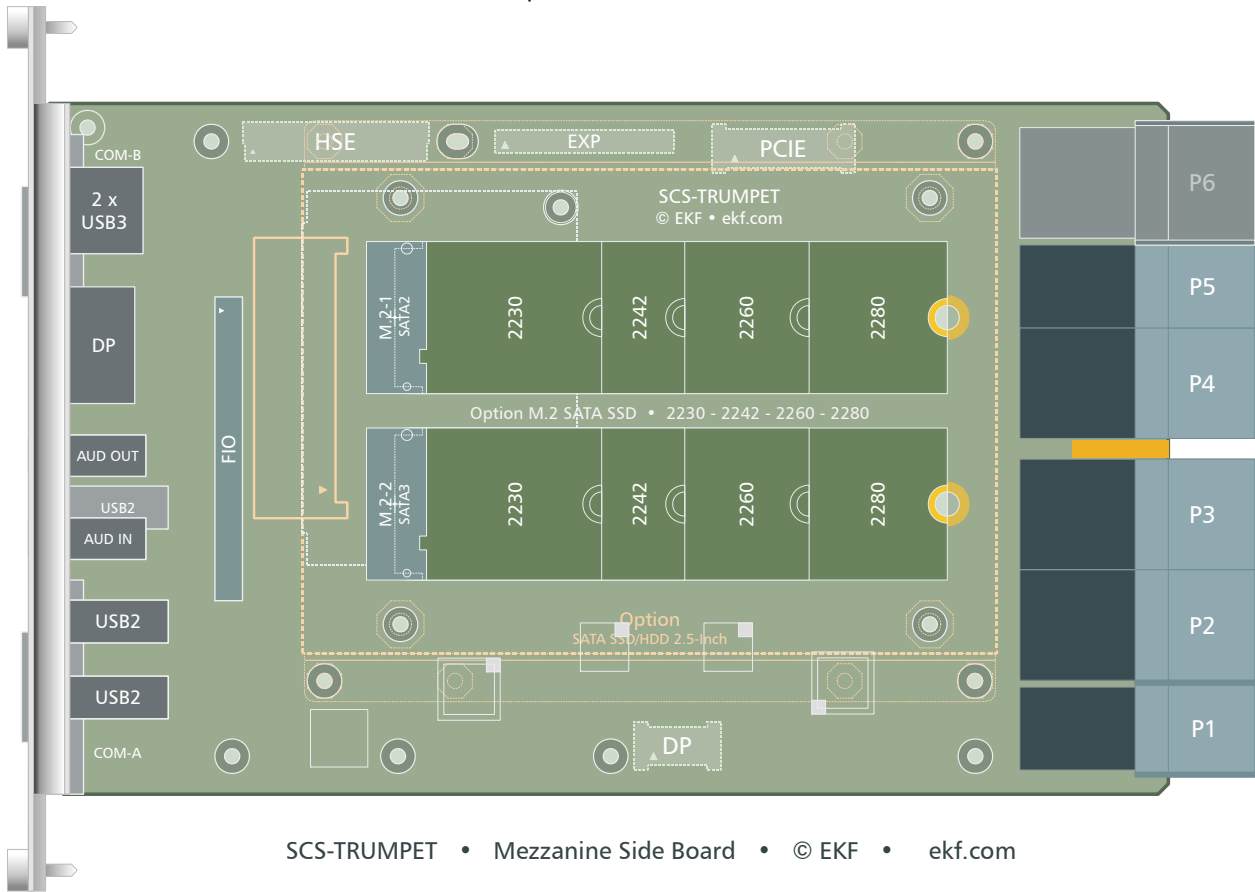 HSE
EXP
PCIE
COM-B
2 x
USB3
SCS-TRUMPET
© EKF • ekf.com
P6
P5
P4
P3
P2
P1
DP
AUD OUT
USB2
AUD IN
USB2
USB2
COM-A
FIO
M.2-1
SATA2
2230
2242
2260
2280
Option M.2 SATA SSD • 2230 - 2242 - 2260 - 2280
M.2-2
SATA3
2230
2242
2260
2280
Option
SATA SSD/HDD 2.5-Inch
DP
SCS-TRUMPET • Mezzanine Side Board • © EKF • ekf.com